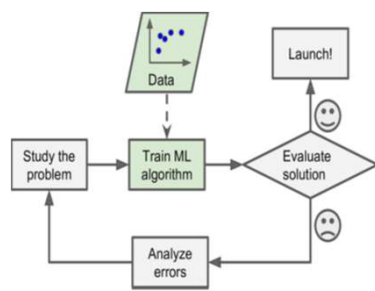 Data
Launch!
Study the
problem
Train ML
algorithm
Evaluate
solution
Analyze
errors